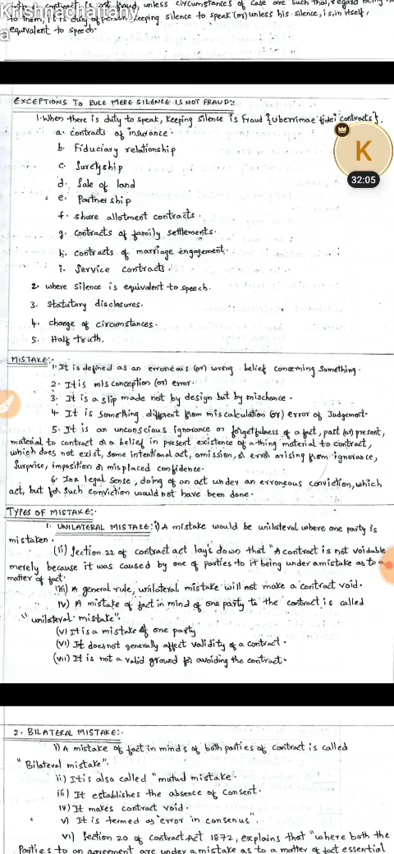 contract is not fraud, unless circumstances of case are such that, regard being
to them, it is duty of person keeping silence to speak (or) unless his silence, is, in itself,
equivalent to speech.
Krishnachaitany
a
EXCEPTIONS TO RULE MERE SILENCE IS NOT FRAUD:
1. When there is duty to speak, keeping silence is fraud {uberrimae fidei contracts}.
a. contracts of insurance.
b. Fiduciary relationship
c. Suretyship
d. Sale of land
e. Partnership
f. share allotment contracts.
g. contracts of family settlements.
h. contracts of marriage engagement.
i. Service contracts.
K
32:05
2. where silence is equivalent to speech.
3. Statutary disclosures.
4. change of circumstances.
5. Half truth.
MISTAKE:-
1. It is defined as an erroneous (or) wrong belief concerning something.
2. It is mis conception (or) error.
3. It is a slip made not by design but by mischance.
4. It is something different from miscalculation (or) error of Judgement.
5. It is an unconscious ignorance or forgetfulness of a fact, past (or) present,
material to contract or a belief in present existence of a thing material to contract,
which does not exist, some intentional act, omission, or error arising from ignorance,
Surprise, imposition or misplaced confidence.
6. In a legal sense, doing of an act under an erroneous conviction, which
act, but for such conviction would not have been done.
TYPES OF MISTAKE:-
1. UNILATERAL MISTAKE: i) A mistake would be unilateral where one party is
mistaken.
(ii) Section 22 of contract act lay's down that "A contract is not voidable
merely because it was caused by one of parties to it being under a mistake as to a
matter of fact".
iii) A general rule, unilateral mistake will not make a contract void.
iv) A mistake of fact in mind of one party to the contract is called
"unilateral mistake".
(v) It is a mistake of one party
(vi) It does not generally affect validity of a contract.
(vii) It is not a valid ground for avoiding the contract.
2. BILATERAL MISTAKE:-
i) A mistake of fact in minds of both parties of contract is called
"Bilateral mistake".
ii) It is also called "mutual mistake.
iii) It establishes the absence of consent.
iv) It makes contract void.
v) It is termed as "error in consensus".
vi) Section 20 of Contract Act 1872, explains that "where both the
Parties to an agreement are under a mistake as to a matter of fact essential